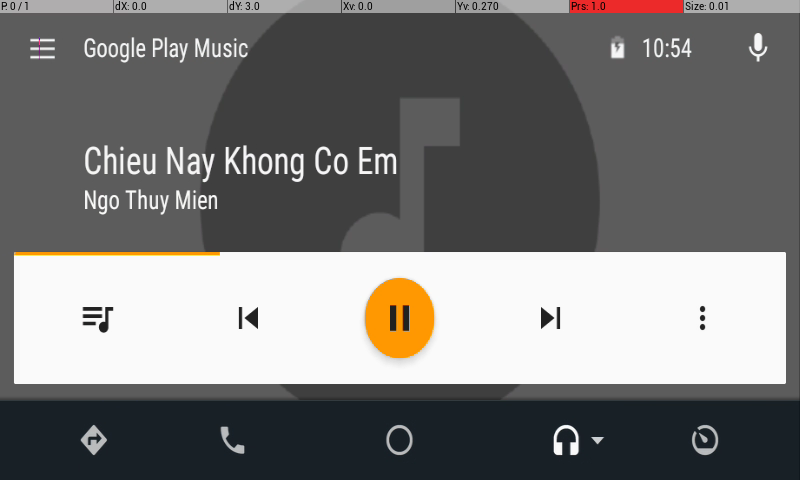 P: 0 / 1 dX: 0.0 dY: 3.0 Xv: 0.0 Yv: 0.270 Prs: 1.0 Size: 0.01
Google Play Music 10:54
Chieu Nay Khong Co Em
Ngo Thuy Mien